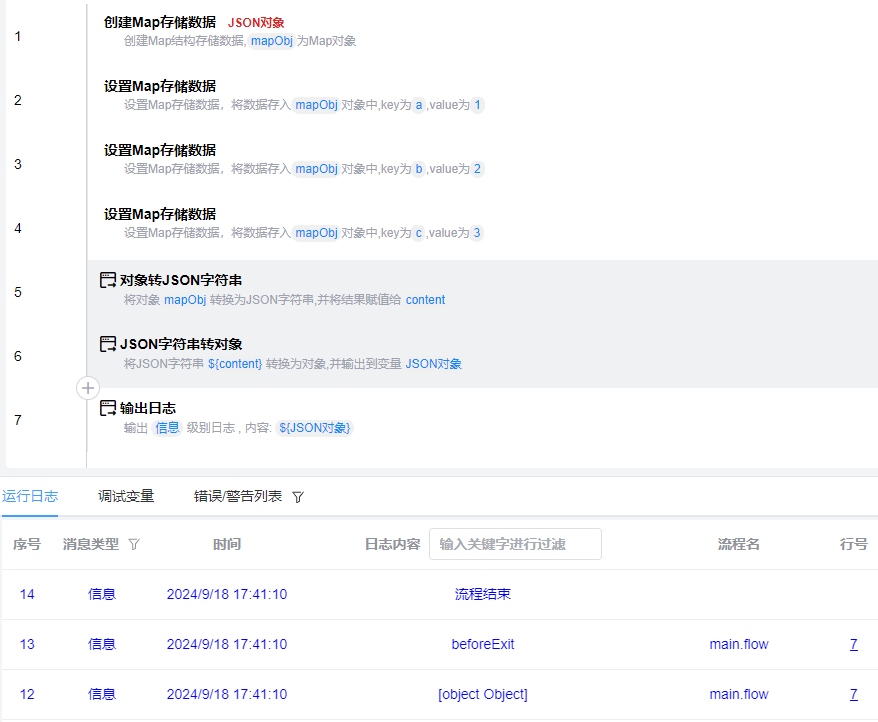 1
创建Map存储数据 JSON对象
创建Map结构存储数据, mapObj 为Map对象
2
设置Map存储数据
设置Map存储数据，将数据存入 mapObj 对象中,key为 a ,value为 1
3
设置Map存储数据
设置Map存储数据，将数据存入 mapObj 对象中,key为 b ,value为 2
4
设置Map存储数据
设置Map存储数据，将数据存入 mapObj 对象中,key为 c ,value为 3
5
对象转JSON字符串
将对象 mapObj 转换为JSON字符串,并将结果赋值给 content
6
JSON字符串转对象
将JSON字符串 ${content} 转换为对象,并输出到变量 JSON对象
7
输出日志
输出 信息 级别日志 , 内容: ${JSON对象}
运行日志 调试变量 错误/警告列表
序号 消息类型 时间 日志内容 输入关键字进行过滤 流程名 行号
14 信息 2024/9/18 17:41:10 流程结束
13 信息 2024/9/18 17:41:10 beforeExit main.flow 7
12 信息 2024/9/18 17:41:10 [object Object] main.flow 7